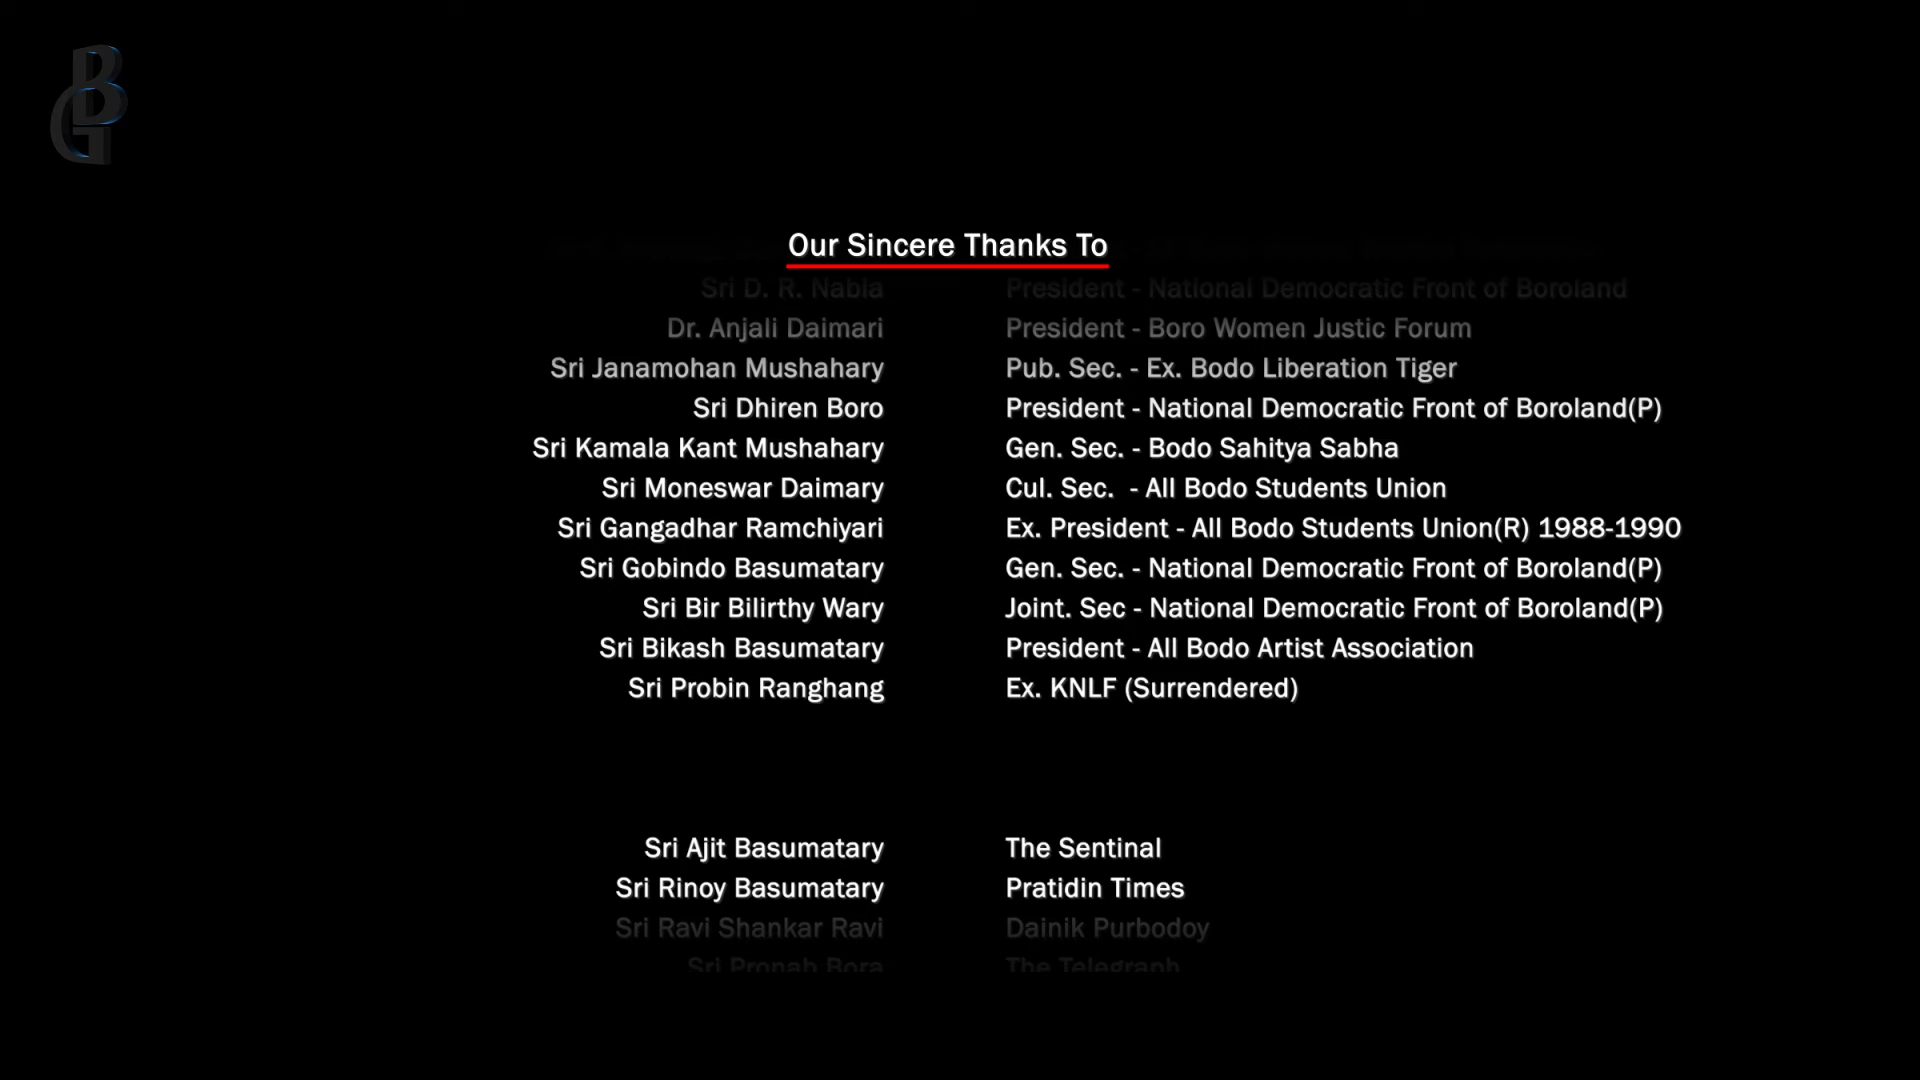 BG
Our Sincere Thanks To
Sri D. R. Nabla President - National Democratic Front of Boroland
Dr. Anjali Daimari President - Boro Women Justic Forum
Sri Janamohan Mushahary Pub. Sec. - Ex. Bodo Liberation Tiger
Sri Dhiren Boro President - National Democratic Front of Boroland(P)
Sri Kamala Kant Mushahary Gen. Sec. - Bodo Sahitya Sabha
Sri Moneswar Daimary Cul. Sec. - All Bodo Students Union
Sri Gangadhar Ramchiyari Ex. President - All Bodo Students Union(R) 1988-1990
Sri Gobindo Basumatary Gen. Sec. - National Democratic Front of Boroland(P)
Sri Bir Bilirthy Wary Joint. Sec - National Democratic Front of Boroland(P)
Sri Bikash Basumatary President - All Bodo Artist Association
Sri Probin Ranghang Ex. KNLF (Surrendered)
Sri Ajit Basumatary The Sentinal
Sri Rinoy Basumatary Pratidin Times
Sri Ravi Shankar Ravi Dainik Purbodoy
Sri Pronab Bora The Telegraph